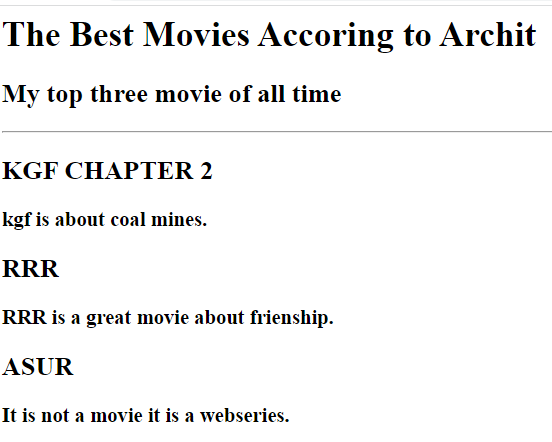 The Best Movies Accoring to Archit
My top three movie of all time
KGF CHAPTER 2
kgf is about coal mines.
RRR
RRR is a great movie about frienship.
ASUR
It is not a movie it is a webseries.